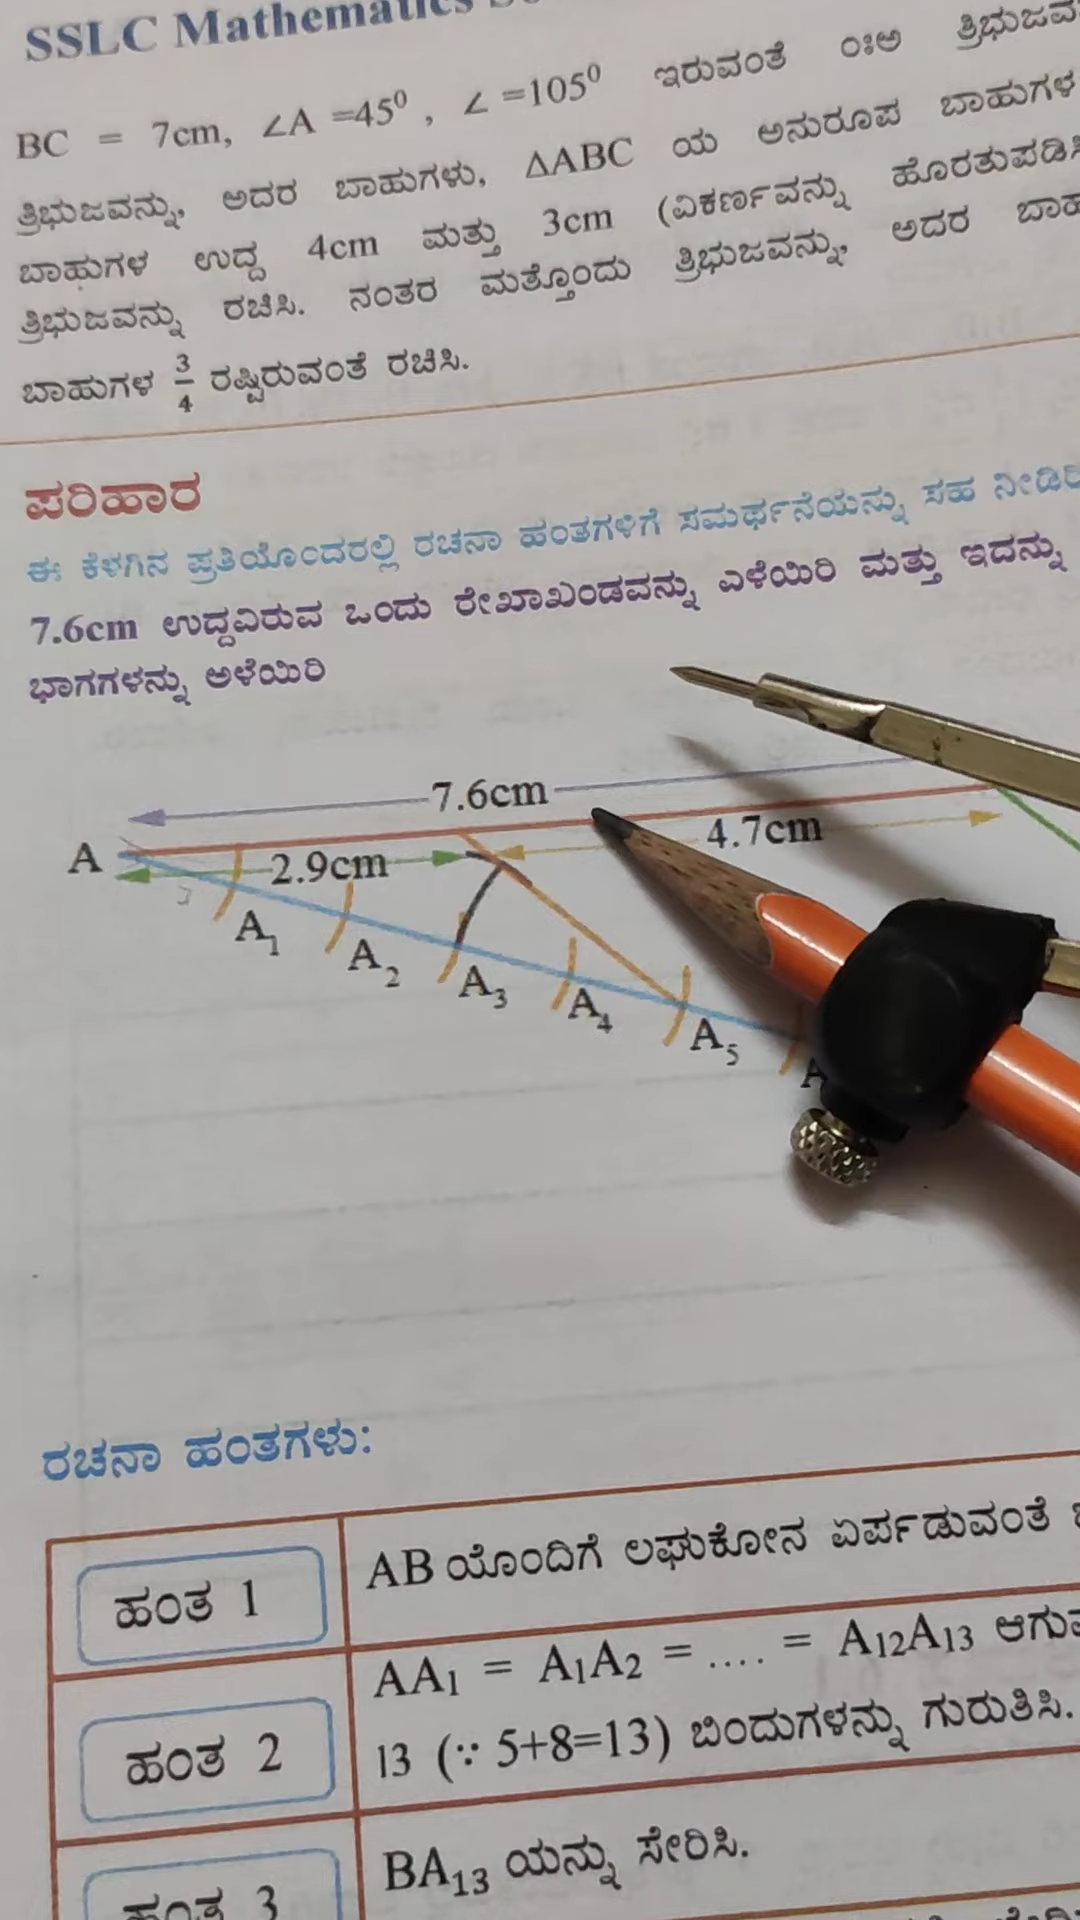 SSLC Mathematics
BC = 7cm, ∠A =45⁰ , ∠ =105⁰ ಇರುವಂತೆ ೦ಃಅ
ತ್ರಿಭುಜವನ್ನು, ಅದರ ಬಾಹುಗಳು, ΔABC ಯ ಅನುರೂಪ ಬಾಹುಗಳ
ಬಾಹುಗಳ ಉದ್ದ 4cm ಮತ್ತು 3cm (ವಿಕರ್ಣವನ್ನು
ತ್ರಿಭುಜವನ್ನು ರಚಿಸಿ. ನಂತರ ಮತ್ತೊಂದು ತ್ರಿಭುಜವನ್ನು, ಅದರ
ಬಾಹುಗಳ 3/4 ರಷ್ಟಿರುವಂತೆ ರಚಿಸಿ.
ಪರಿಹಾರ
ಈ ಕೆಳಗಿನ ಪ್ರತಿಯೊಂದರಲ್ಲಿ ರಚನಾ ಹಂತಗಳಿಗೆ ಸಮರ್ಥನೆಯನ್ನು ಸಹ
7.6cm ಉದ್ದವಿರುವ ಒಂದು ರೇಖಾಖಂಡವನ್ನು ಎಳೆಯಿರಿ ಮತ್ತು ಇದನ್ನು
ಭಾಗಗಳನ್ನು ಅಳೆಯಿರಿ
7.6cm
A 2.9cm 4.7cm
A₁ A₂ A₃ A₄ A₅ A
ರಚನಾ ಹಂತಗಳು:
ಹಂತ 1 AB ಯೊಂದಿಗೆ ಲಘುಕೋನ ಏರ್ಪಡುವಂತೆ
AA₁ = A₁A₂ = .... = A₁₂A₁₃
ಹಂತ 2 13 (∵ 5+8=13) ಬಿಂದುಗಳನ್ನು ಗುರುತಿಸಿ.
ಹಂತ 3 BA₁₃ ಯನ್ನು ಸೇರಿಸಿ.